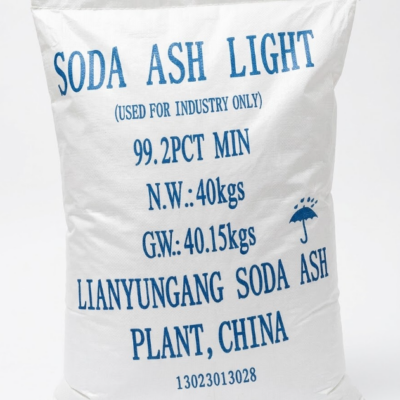 SODA ASH LIGHT
(USED FOR INDUSTRY ONLY)
99.2PCT MIN
N.W.:40kgs
G.W.:40.15kgs
LIANYUNGANG SODA ASH
PLANT,CHINA
13023013028